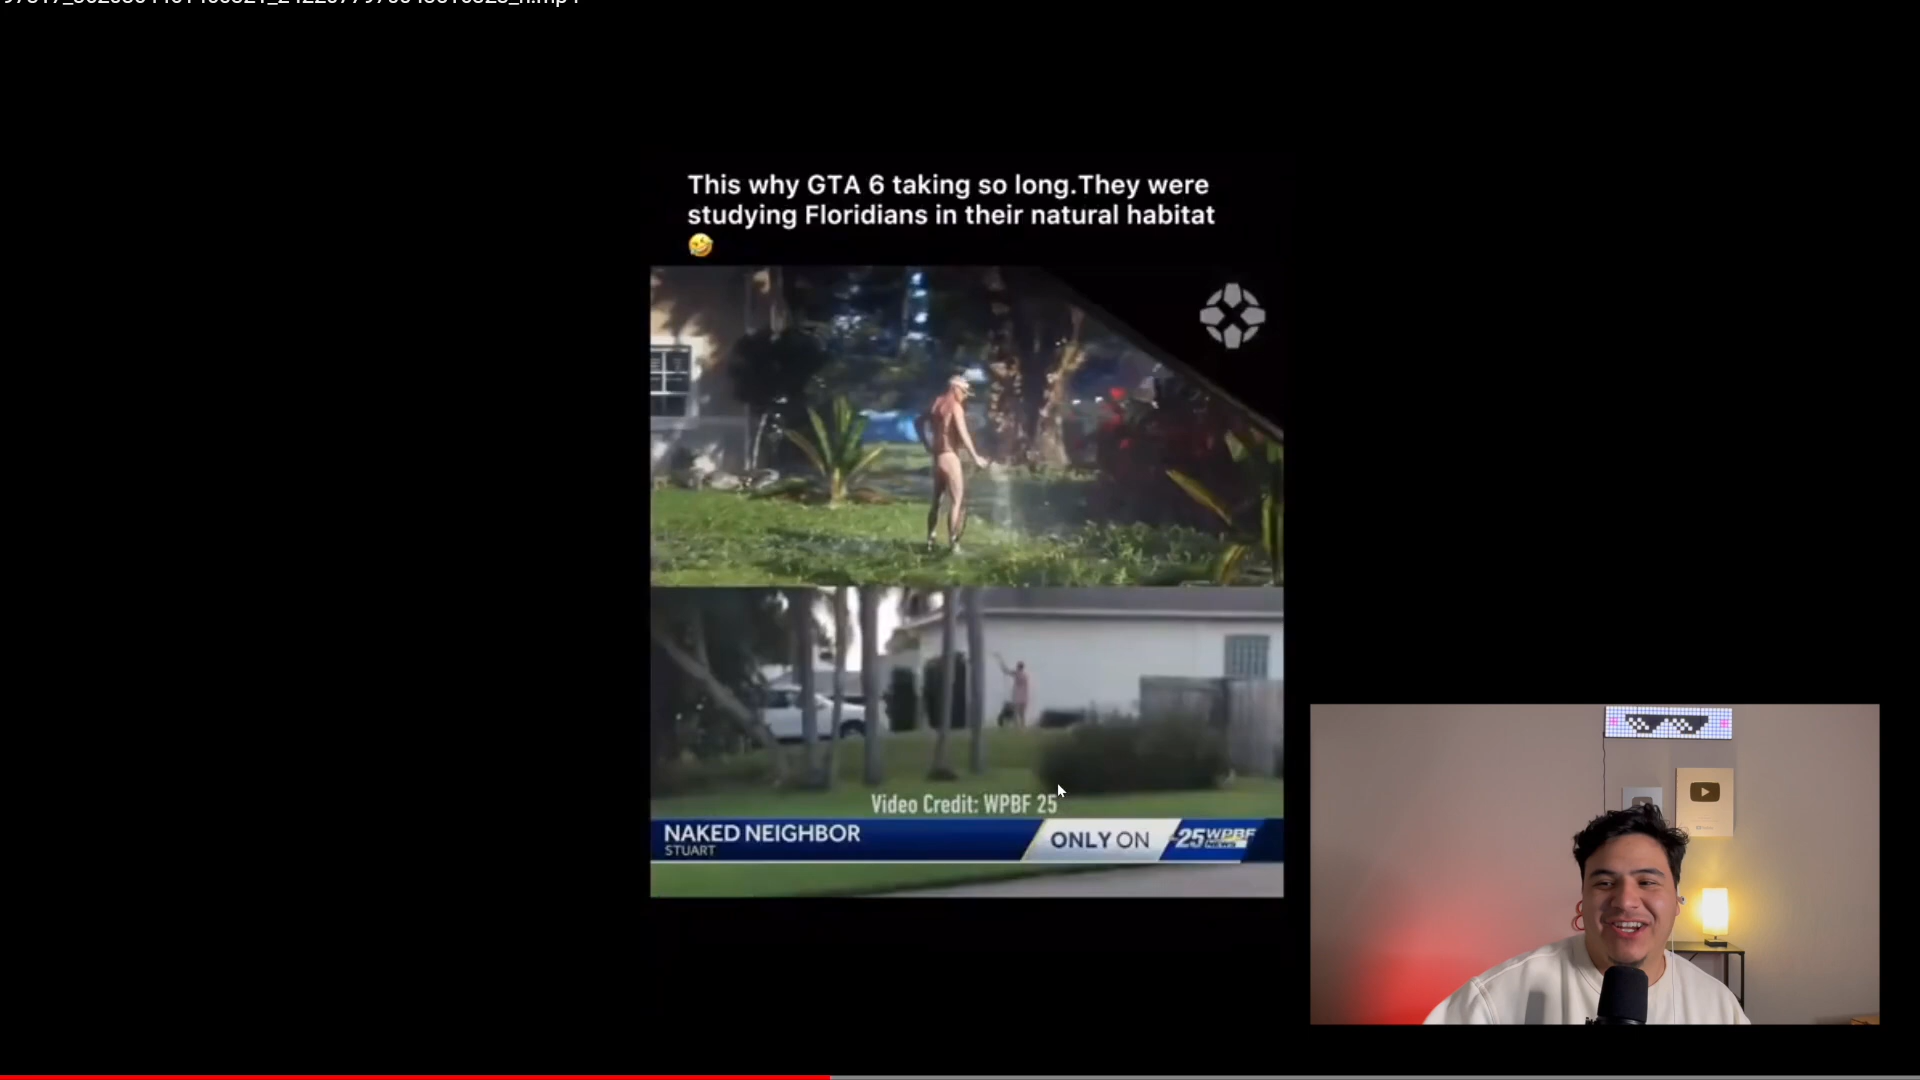 This why GTA 6 taking so long.They were
studying Floridians in their natural habitat
🤣
Video Credit: WPBF 25
NAKED NEIGHBOR
STUART
ONLY ON
25 WPBF
NEWS